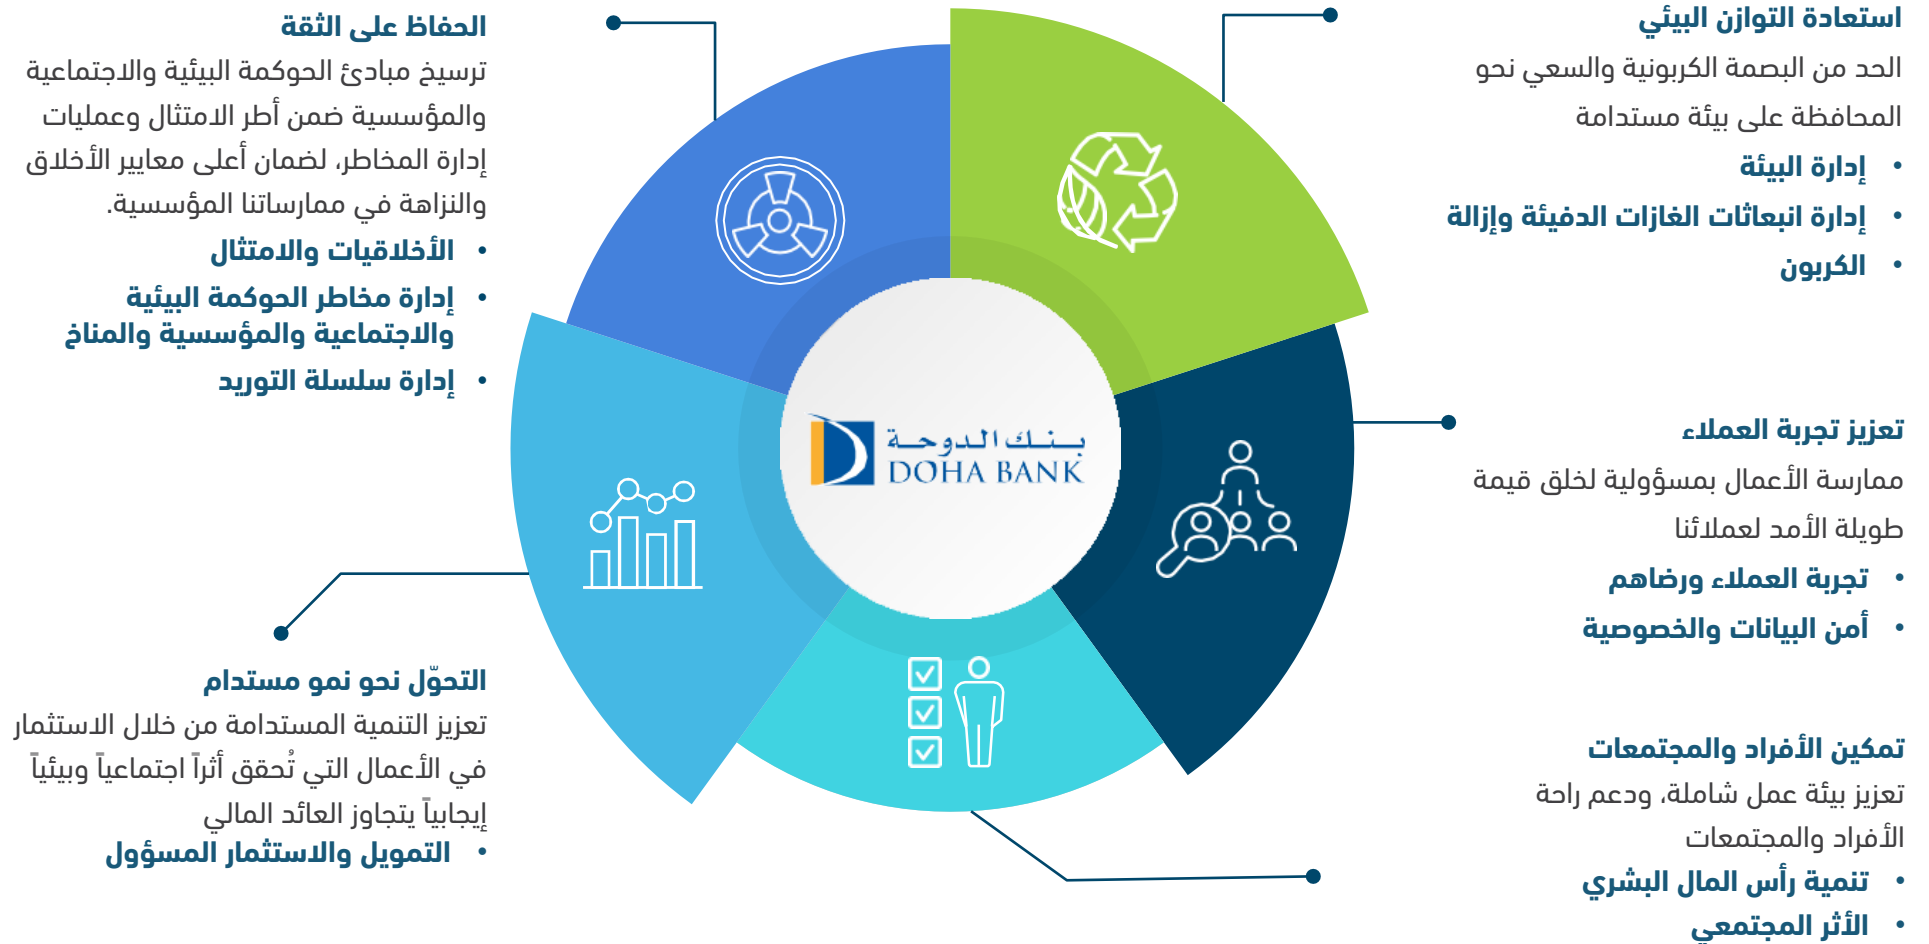 استعادة التوازن البيئي
الحد من البصمة الكربونية والسعي نحو
المحافظة على بيئة مستدامة
• إدارة البيئة
• إدارة انبعاثات الغازات الدفيئة وإزالة
• الكربون
تعزيز تجربة العملاء
ممارسة الأعمال بمسؤولية لخلق قيمة
طويلة الأمد لعملائنا
• تجربة العملاء ورضاهم
• أمن البيانات والخصوصية
تمكين الأفراد والمجتمعات
تعزيز بيئة عمل شاملة، ودعم راحة
الأفراد والمجتمعات
• تنمية رأس المال البشري
• الأثر المجتمعي
بنك الدوحة
DOHA BANK
الحفاظ على الثقة
ترسيخ مبادئ الحوكمة البيئية والاجتماعية
والمؤسسية ضمن أطر الامتثال وعمليات
إدارة المخاطر، لضمان أعلى معايير الأخلاق
والنزاهة في ممارساتنا المؤسسية.
• الأخلاقيات والامتثال
• إدارة مخاطر الحوكمة البيئية
والاجتماعية والمؤسسية والمناخ
• إدارة سلسلة التوريد
التحوّل نحو نمو مستدام
تعزيز التنمية المستدامة من خلال الاستثمار
في الأعمال التي تُحقق أثراً اجتماعياً وبيئياً
إيجابياً يتجاوز العائد المالي
• التمويل والاستثمار المسؤول